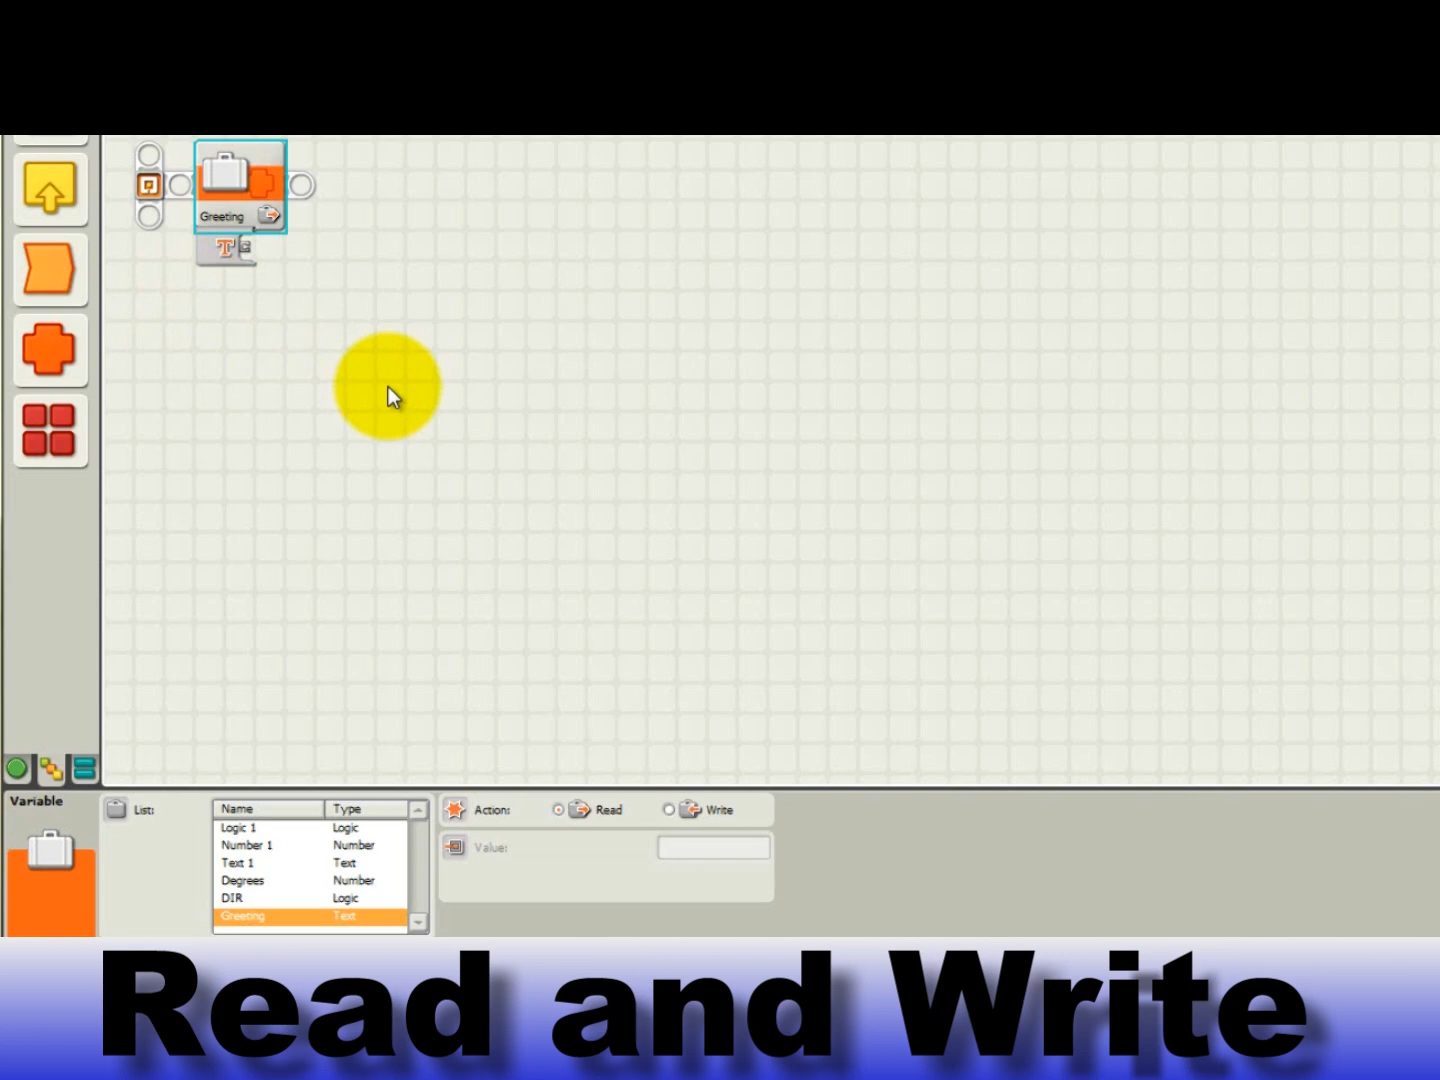 Greeting
T
Variable
List:
Name Type
Logic 1 Logic
Number 1 Number
Text 1 Text
Degrees Number
DIR Logic
Greeting Text
Action: Read Write
Value:
Read and Write